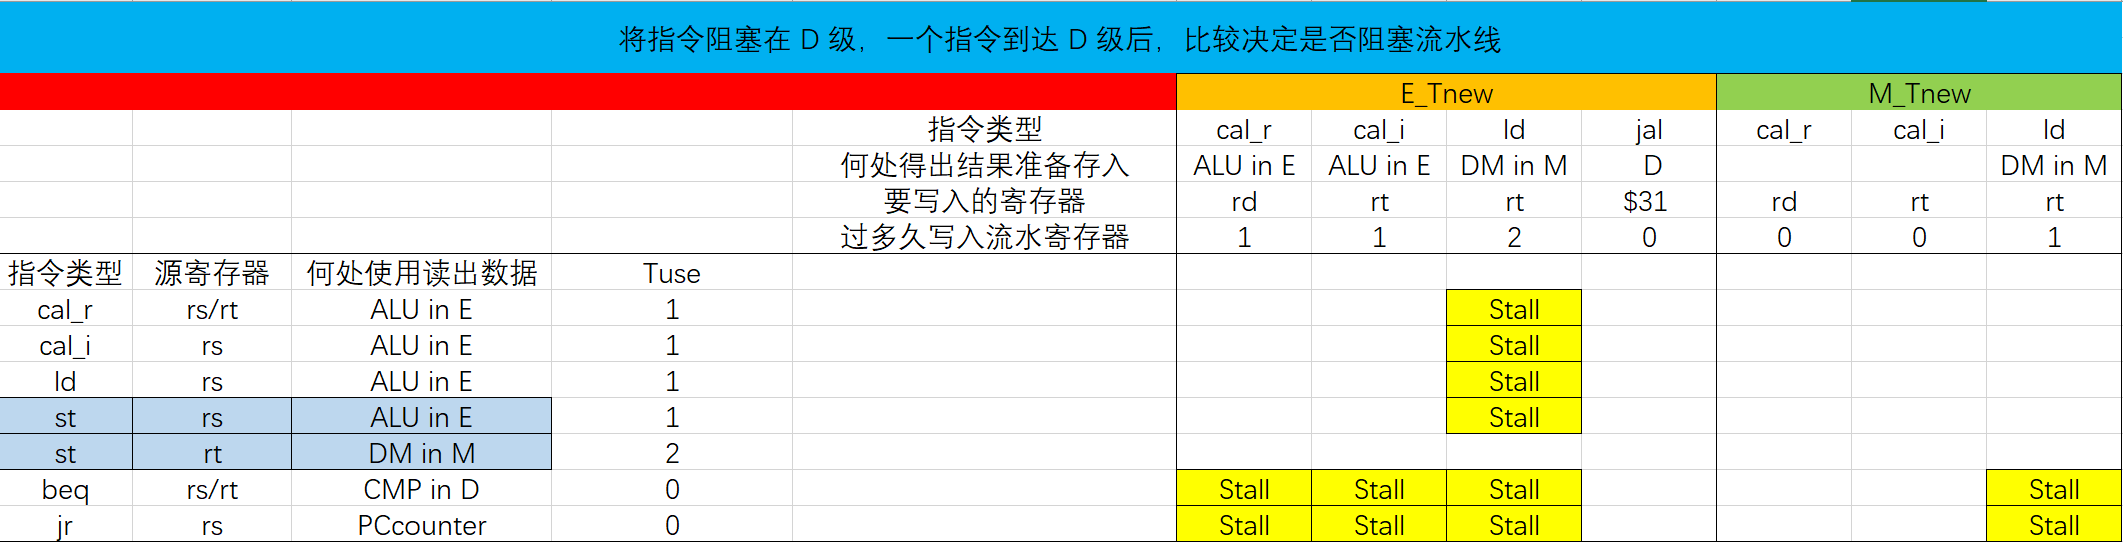 将指令阻塞在 D 级，一个指令到达 D 级后，比较决定是否阻塞流水线
E_Tnew M_Tnew
指令类型 cal_r cal_i ld jal cal_r cal_i ld
何处得出结果准备存入 ALU in E ALU in E DM in M D DM in M
要写入的寄存器 rd rt rt $31 rd rt rt
过多久写入流水寄存器 1 1 2 0 0 0 1
指令类型 源寄存器 何处使用读出数据 Tuse
cal_r rs/rt ALU in E 1 Stall
cal_i rs ALU in E 1 Stall
ld rs ALU in E 1 Stall
st rs ALU in E 1 Stall
st rt DM in M 2
beq rs/rt CMP in D 0 Stall Stall Stall Stall
jr rs PCcounter 0 Stall Stall Stall Stall